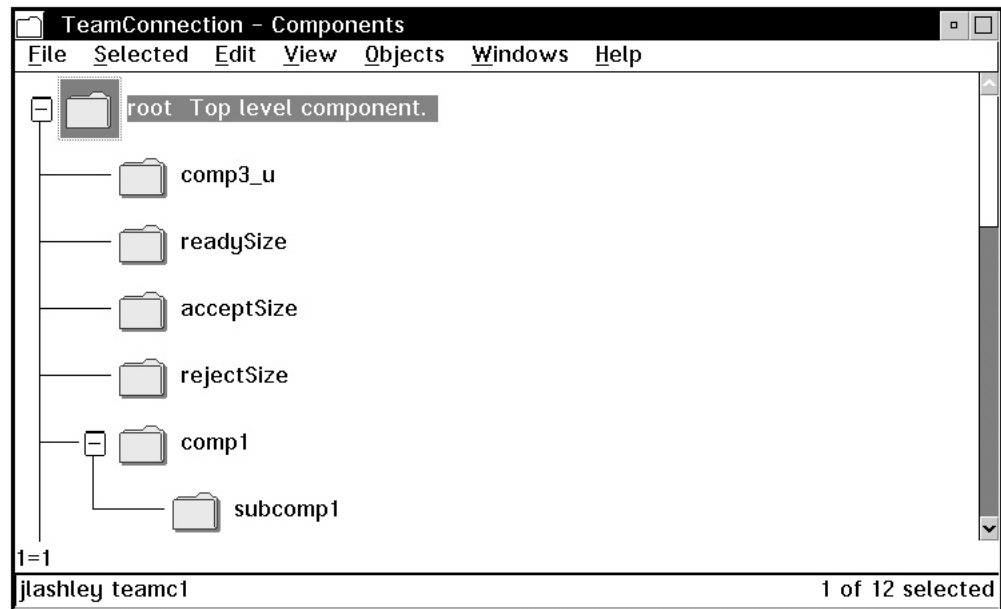 TeamConnection - Components
File Selected Edit View Objects Windows Help
root Top level component.
comp3_u
readySize
acceptSize
rejectSize
comp1
subcomp1
1=1
jlashley teamc1 1 of 12 selected